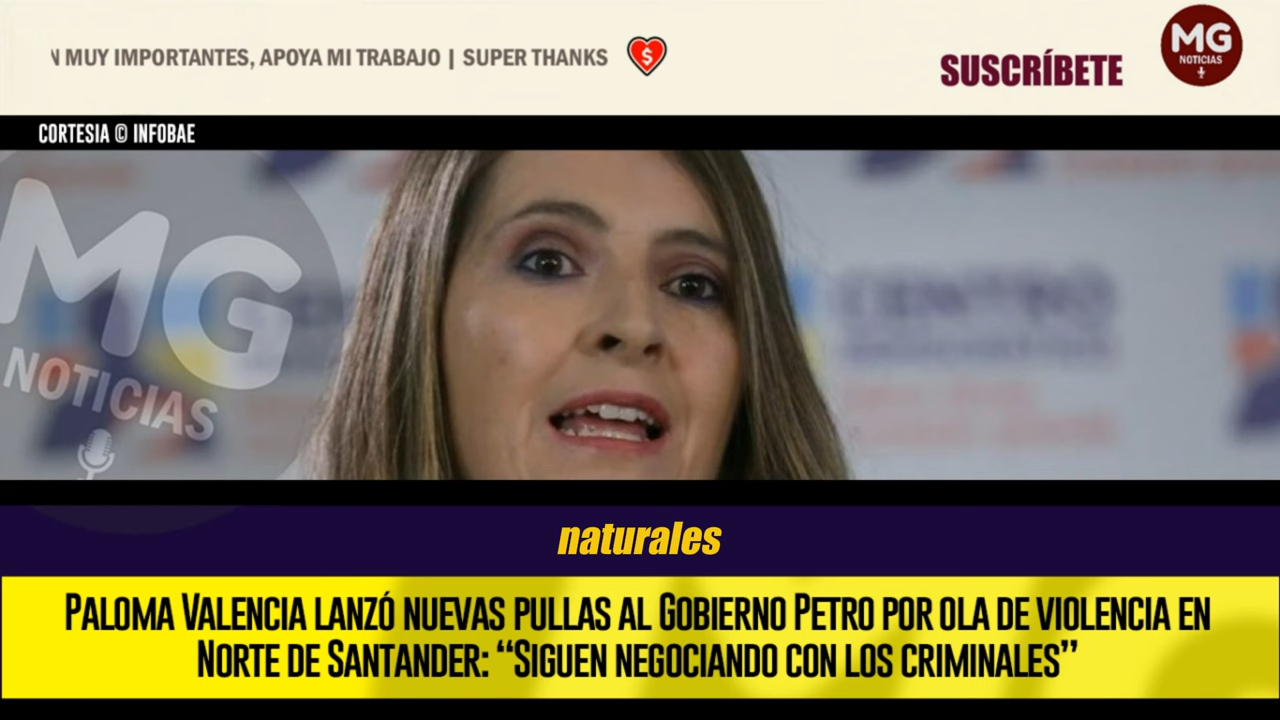 N MUY IMPORTANTES, APOYA MI TRABAJO | SUPER THANKS
$
SUSCRÍBETE
MG
NOTICIAS
CORTESIA © INFOBAE
MG
NOTICIAS
CENTRO
naturales
PALOMA VALENCIA LANZÓ NUEVAS PULLAS AL GOBIERNO PETRO POR OLA DE VIOLENCIA EN
NORTE DE SANTANDER: “SIGUEN NEGOCIANDO CON LOS CRIMINALES”